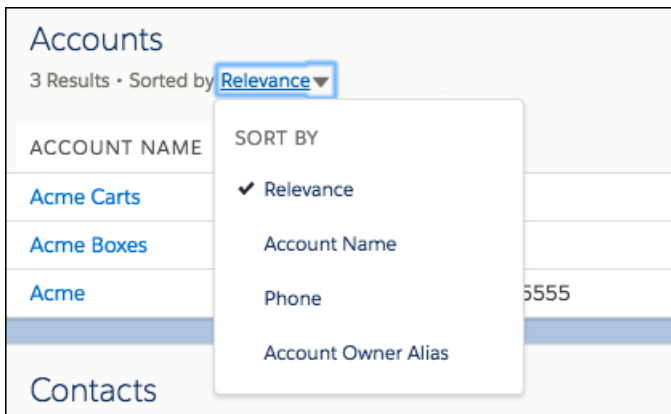 Accounts
3 Results • Sorted by Relevance
ACCOUNT NAME
SORT BY
Relevance
Acme Carts
Account Name
Acme Boxes
Phone
Acme
5555
Account Owner Alias
Contacts